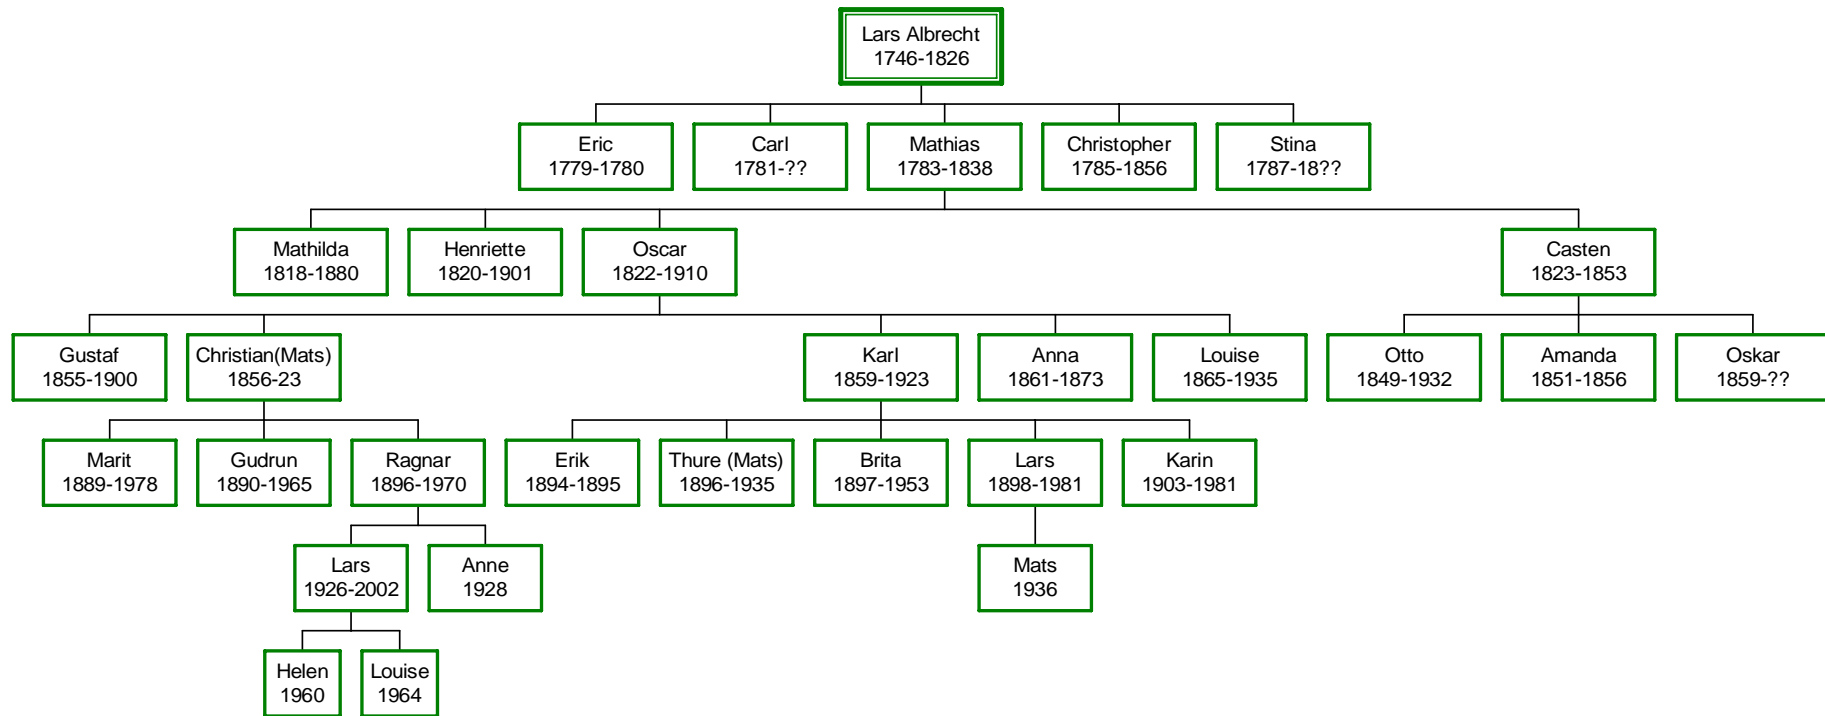 Lars Albrecht
1746-1826
Eric
1779-1780
Carl
1781-??
Mathias
1783-1838
Christopher
1785-1856
Stina
1787-18??
Mathilda
1818-1880
Henriette
1820-1901
Oscar
1822-1910
Casten
1823-1853
Gustaf
1855-1900
Christian(Mats)
1856-23
Karl
1859-1923
Anna
1861-1873
Louise
1865-1935
Otto
1849-1932
Amanda
1851-1856
Oskar
1859-??
Marit
1889-1978
Gudrun
1890-1965
Ragnar
1896-1970
Erik
1894-1895
Thure (Mats)
1896-1935
Brita
1897-1953
Lars
1898-1981
Karin
1903-1981
Lars
1926-2002
Anne
1928
Mats
1936
Helen
1960
Louise
1964